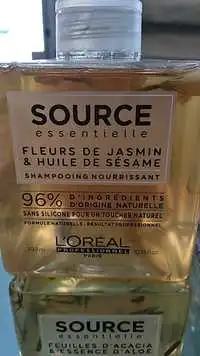 SOURCE
essentielle
FLEURS DE JASMIN
& HUILE DE SÉSAME
SHAMPOOING NOURRISSANT
96% D'INGRÉDIENTS
D'ORIGINE NATURELLE
SANS SILICONE POUR UN TOUCHER NATUREL
FORMULE NATURELLE · RÉSULTAT PROFESSIONNEL
L'ORÉAL
PROFESSIONNEL
PARIS
SOURCE
essentielle
FEUILLES D'ACACIA
& ESSENCE D'ALOE